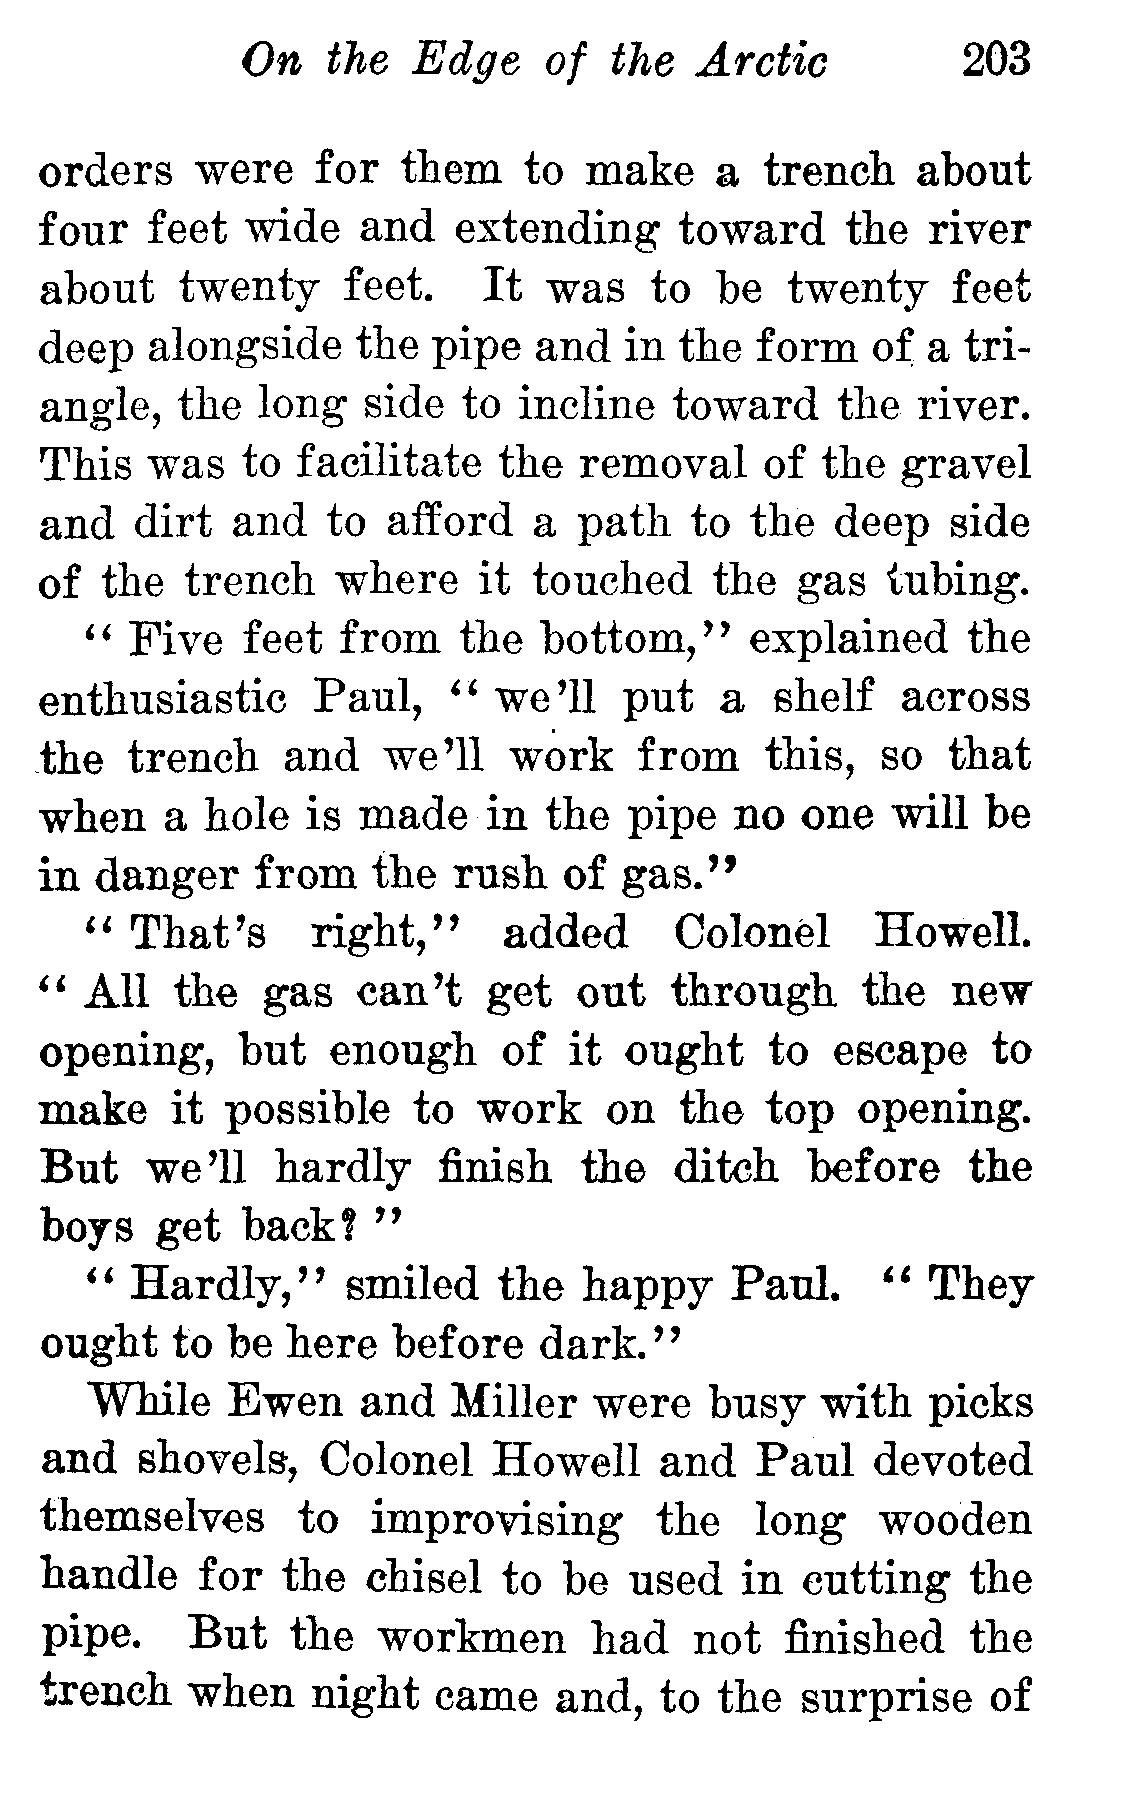 On the Edge of the Arctic 203
orders were for them to make a trench about
four feet wide and extending toward the river
about twenty feet. It was to be twenty feet
deep alongside the pipe and in the form of a tri-
angle, the long side to incline toward the river.
This was to facilitate the removal of the gravel
and dirt and to afford a path to the deep side
of the trench where it touched the gas tubing.
“ Five feet from the bottom,” explained the
enthusiastic Paul, “ we’ll put a shelf across
the trench and we’ll work from this, so that
when a hole is made in the pipe no one will be
in danger from the rush of gas.”
“ That’s right,” added Colonel Howell.
“ All the gas can’t get out through the new
opening, but enough of it ought to escape to
make it possible to work on the top opening.
But we’ll hardly finish the ditch before the
boys get back? ”
“ Hardly,” smiled the happy Paul. “ They
ought to be here before dark.”
While Ewen and Miller were busy with picks
and shovels, Colonel Howell and Paul devoted
themselves to improvising the long wooden
handle for the chisel to be used in cutting the
pipe. But the workmen had not finished the
trench when night came and, to the surprise of